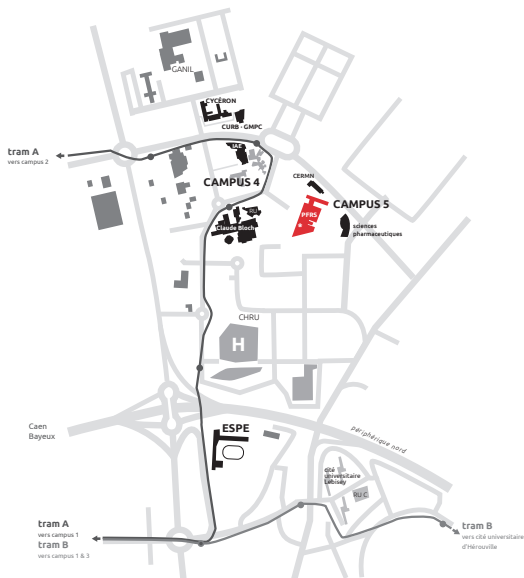 GANIL
CYCÉRON
CURB - GMPC
tram A
vers campus 2
IAE
CAMPUS 4
CERMN
CAMPUS 5
PFRS
sciences
pharmaceutiques
Claude Bloch
CHRU
H
Caen
Bayeux
ESPE
périphérique nord
cité
universitaire
Lébisey
RU C
tram A
vers campus 1
tram B
vers campus 1 & 3
tram B
vers cité universitaire
d'Hérouville